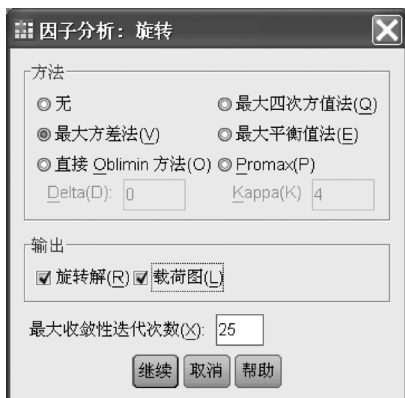 因子分析：旋转
方法
无 最大四次方值法(Q)
最大方差法(V) 最大平衡值法(E)
直接 Oblimin 方法(O) Promax(P)
Delta(D): 0 Kappa(K) 4
输出
旋转解(R) 载荷图(L)
最大收敛性迭代次数(X): 25
继续 取消 帮助